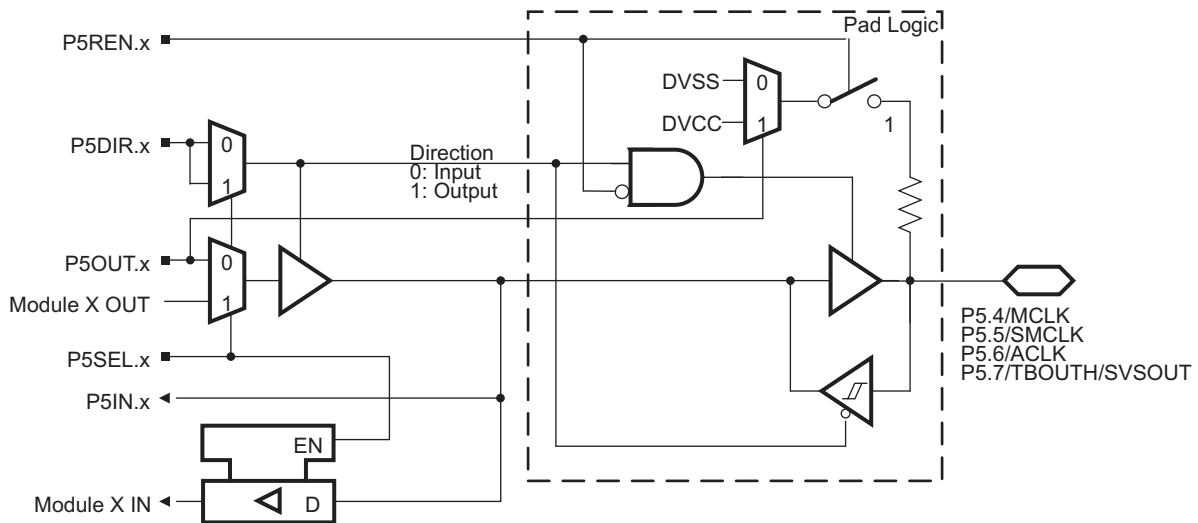 Pad Logic
P5REN.x
DVSS
0
DVCC
1
1
P5DIR.x
0
1
Direction
0: Input
1: Output
P5OUT.x
0
Module X OUT
1
P5.4/MCLK
P5.5/SMCLK
P5.6/ACLK
P5.7/TBOUTH/SVSOUT
P5SEL.x
P5IN.x
EN
Module X IN
D